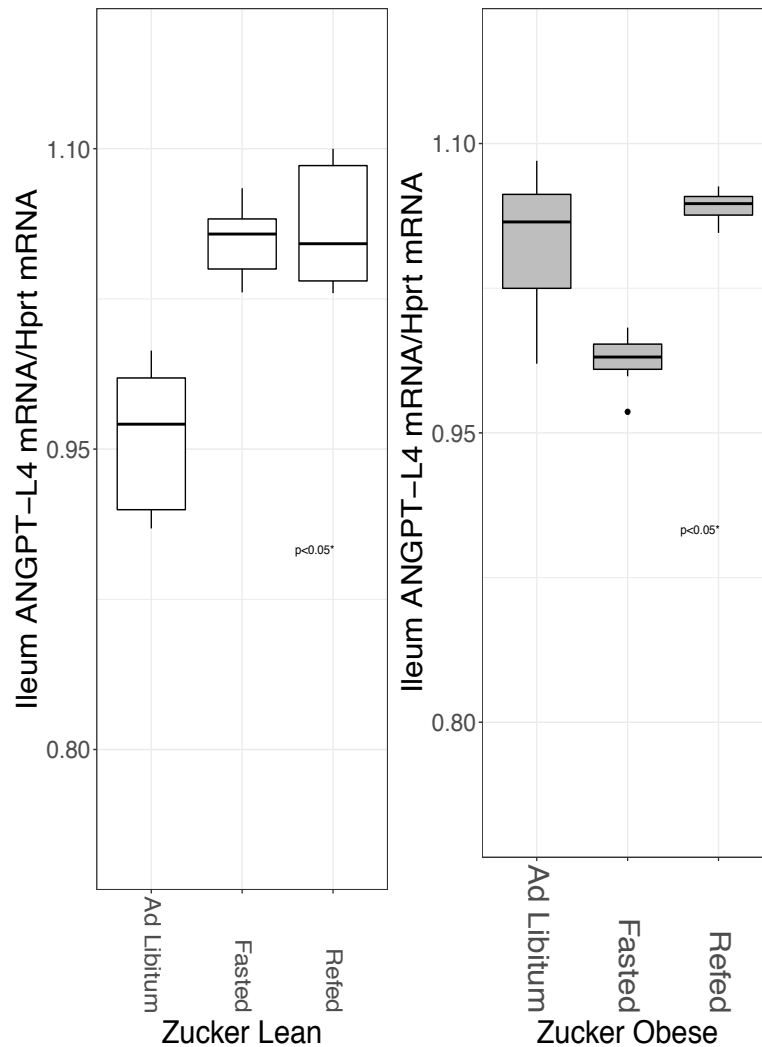 Ileum ANGPT−L4 mRNA/Hprt mRNA
1.10
0.95
0.80
p<0.05*
Ad Libitum
Fasted
Refed
Zucker Lean
Ileum ANGPT−L4 mRNA/Hprt mRNA
1.10
0.95
0.80
p<0.05*
Ad Libitum
Fasted
Refed
Zucker Obese